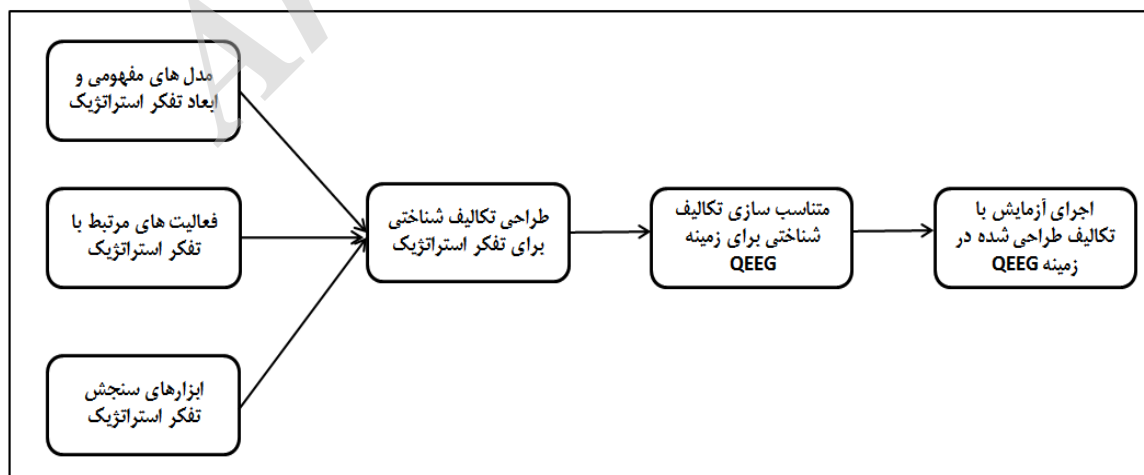 مدل های مفهومی و
ابعاد تفکر استراتژیک
فعالیت های مرتبط با
تفکر استراتژیک
ابزارهای سنجش
تفکر استراتژیک
طراحی تکالیف شناختی
برای تفکر استراتژیک
متناسب سازی تکالیف
شناختی برای زمینه
QEEG
اجرای آزمایش با
تکالیف طراحی شده در
زمینه QEEG